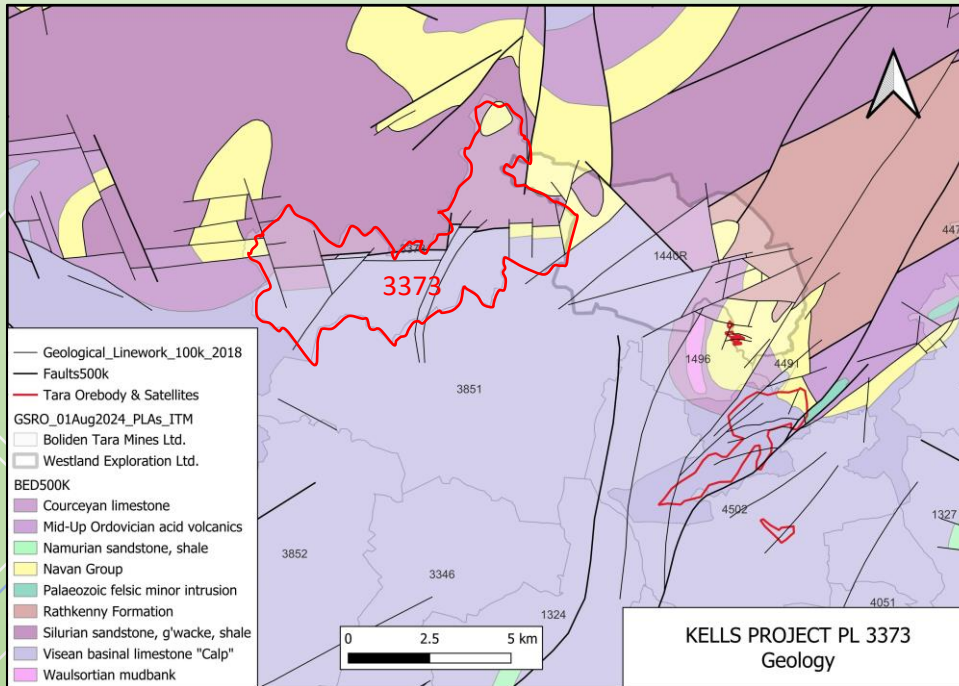 447
3373
1440R
3373
1496
4491
3851
4502
1327
3852
3346
1324
4051
Geological_Linework_100k_2018
Faults500k
Tara Orebody & Satellites
GSRO_01Aug2024_PLAs_ITM
Boliden Tara Mines Ltd.
Westland Exploration Ltd.
BED500K
Courceyan limestone
Mid-Up Ordovician acid volcanics
Namurian sandstone, shale
Navan Group
Palaeozoic felsic minor intrusion
Rathkenny Formation
Silurian sandstone, g'wacke, shale
Visean basinal limestone "Calp"
Waulsortian mudbank
0 2.5 5 km
KELLS PROJECT PL 3373
Geology